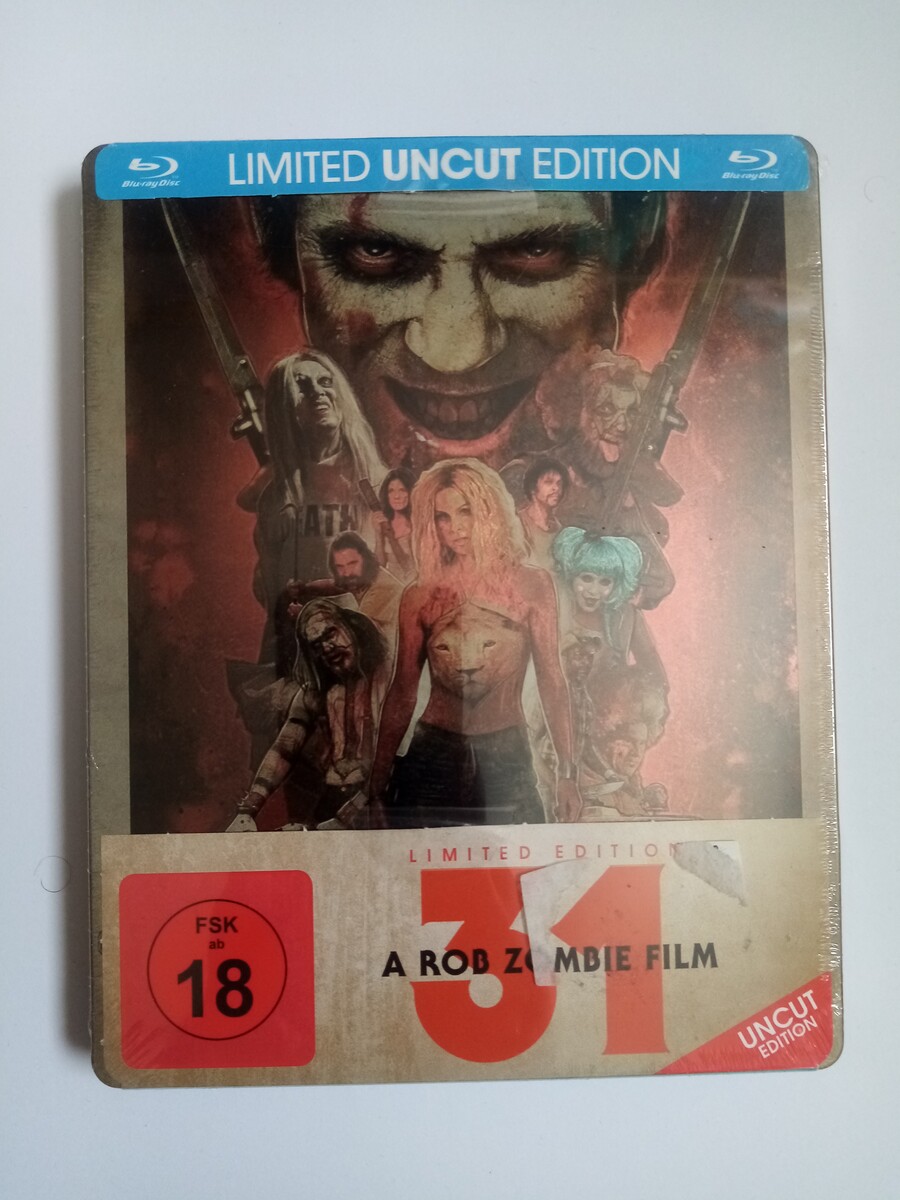 Blu-ray Disc
LIMITED UNCUT EDITION
Blu-ray Disc
LIMITED EDITION
31
A ROB ZOMBIE FILM
FSK
ab
18
UNCUT
EDITION